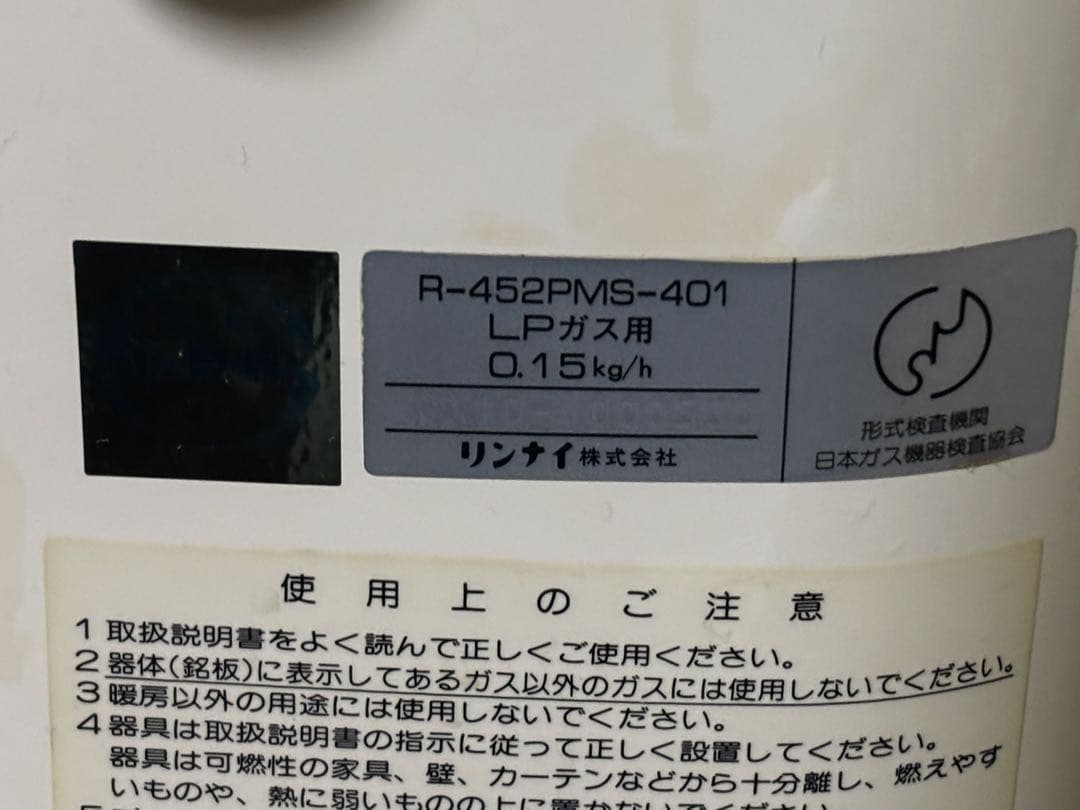 R-452PMS-401
LPガス用
0.15kg/h
リンナイ株式会社
形式検査機関
日本ガス機器検査協会
使用上のご注意
1 取扱説明書をよく読んで正しくご使用ください。
2 器体(銘板)に表示してあるガス以外のガスには使用しないでください。
3 暖房以外の用途には使用しないでください。
4 器具は取扱説明書の指示に従って正しく設置してください。
器具は可燃性の家具、壁、カーテンなどから十分離し、燃えやす
いものや、熱に弱いものの上に置かないでください。